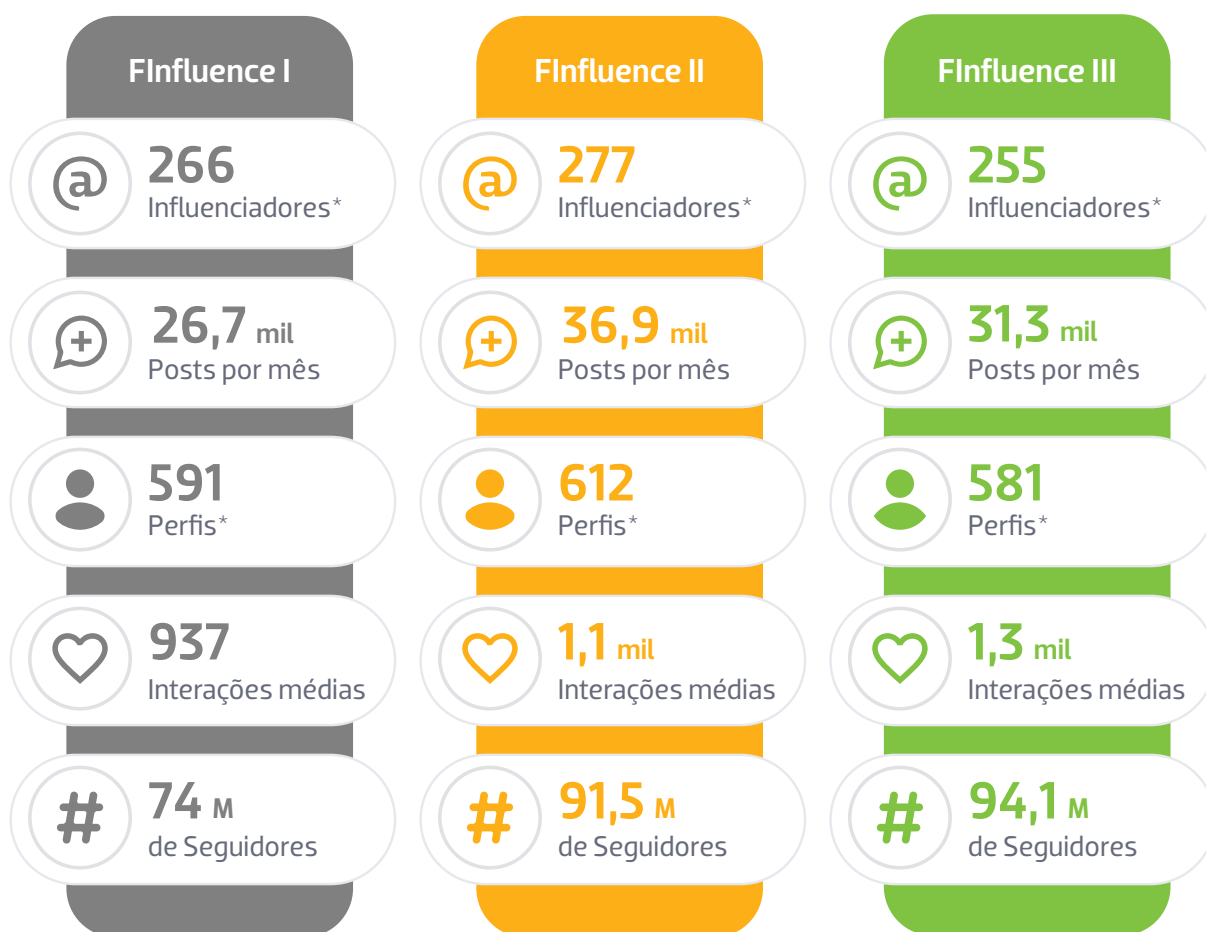 FInfluence I
266
Influenciadores*
26,7 mil
Posts por mês
591
Perfis*
937
Interações médias
74 M
de Seguidores
FInfluence II
277
Influenciadores*
36,9 mil
Posts por mês
612
Perfis*
1,1 mil
Interações médias
91,5 M
de Seguidores
FInfluence III
255
Influenciadores*
31,3 mil
Posts por mês
581
Perfis*
1,3 mil
Interações médias
94,1 M
de Seguidores